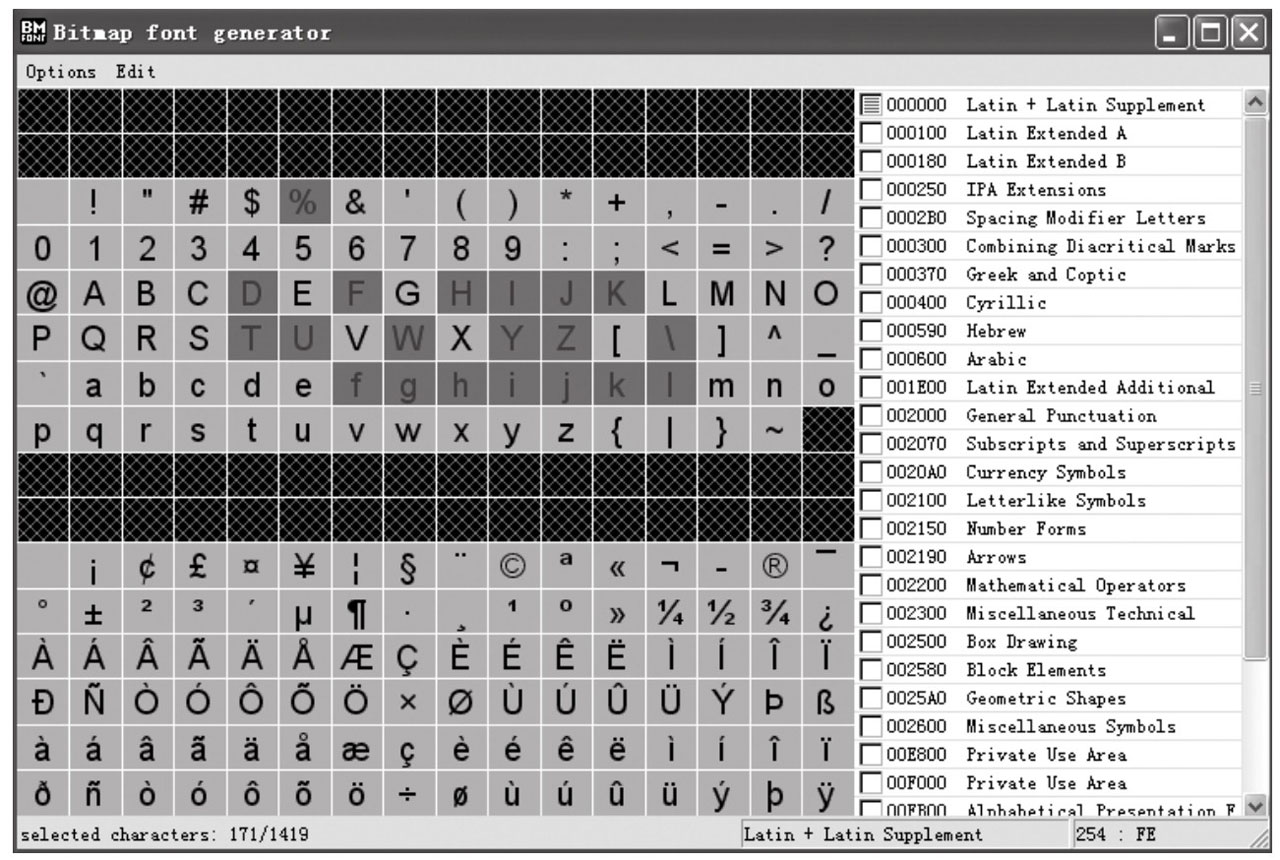 BM FONT Bitmap font generator
Options Edit
! " # $ % & ' ( ) * + , - . /
0 1 2 3 4 5 6 7 8 9 : ; < = > ?
@ A B C D E F G H I J K L M N O
P Q R S T U V W X Y Z [ \ ] ^ _
` a b c d e f g h i j k l m n o
p q r s t u v w x y z { | } ~
¡ ¢ £ ¤ ¥ ¦ § ¨ © ª « ¬ - ® ¯
° ± ² ³ ´ µ ¶ · ¸ ¹ º » ¼ ½ ¾ ¿
À Á Â Ã Ä Å Æ Ç È É Ê Ë Ì Í Î Ï
Ð Ñ Ò Ó Ô Õ Ö × Ø Ù Ú Û Ü Ý Þ ß
à á â ã ä å æ ç è é ê ë ì í î ï
ð ñ ò ó ô õ ö ÷ ø ù ú û ü ý þ ÿ
000000 Latin + Latin Supplement
000100 Latin Extended A
000180 Latin Extended B
000250 IPA Extensions
0002B0 Spacing Modifier Letters
000300 Combining Diacritical Marks
000370 Greek and Coptic
000400 Cyrillic
000590 Hebrew
000600 Arabic
001E00 Latin Extended Additional
002000 General Punctuation
002070 Subscripts and Superscripts
0020A0 Currency Symbols
002100 Letterlike Symbols
002150 Number Forms
002190 Arrows
002200 Mathematical Operators
002300 Miscellaneous Technical
002500 Box Drawing
002580 Block Elements
0025A0 Geometric Shapes
002600 Miscellaneous Symbols
00E800 Private Use Area
00F000 Private Use Area
00FB00 Alphabetical Presentation F
selected characters: 171/1419 Latin + Latin Supplement 254 : FE